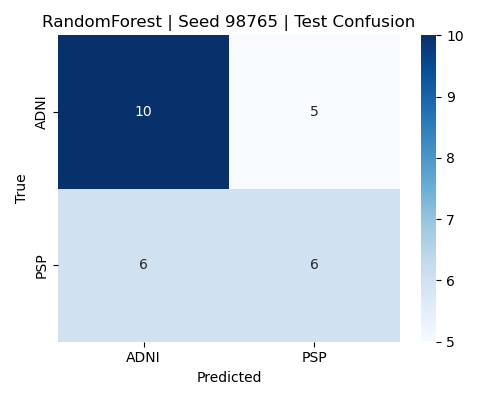 RandomForest | Seed 98765 | Test Confusion
True
ADNI
10
5
PSP
6
6
ADNI
PSP
Predicted
10
9
8
7
6
5